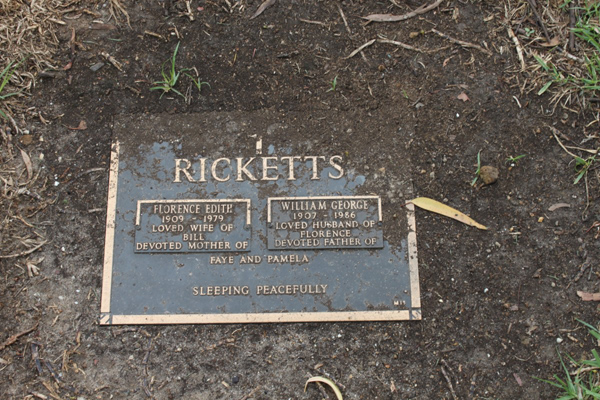 RICKETTS
FLORENCE EDITH
1909 - 1979
LOVED WIFE OF
BILL
DEVOTED MOTHER OF
WILLIAM GEORGE
1907 - 1986
LOVED HUSBAND OF
FLORENCE
DEVOTED FATHER OF
FAYE AND PAMELA
SLEEPING PEACEFULLY